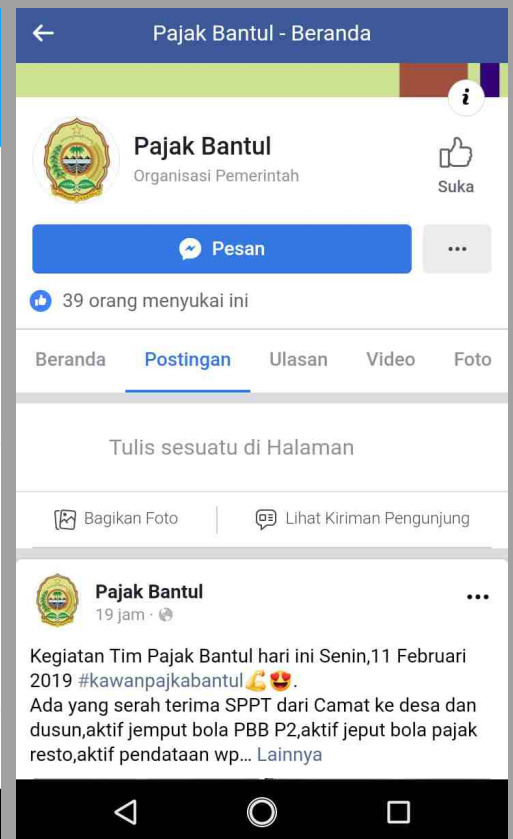 Pajak Bantul - Beranda
i
Pajak Bantul
Organisasi Pemerintah
Suka
Pesan
39 orang menyukai ini
Beranda Postingan Ulasan Video Foto
Tulis sesuatu di Halaman
Bagikan Foto Lihat Kiriman Pengunjung
Pajak Bantul
19 jam ·
Kegiatan Tim Pajak Bantul hari ini Senin,11 Februari
2019 #kawanpajkabantul💪😍.
Ada yang serah terima SPPT dari Camat ke desa dan
dusun,aktif jemput bola PBB P2,aktif jeput bola pajak
resto,aktif pendataan wp... Lainnya